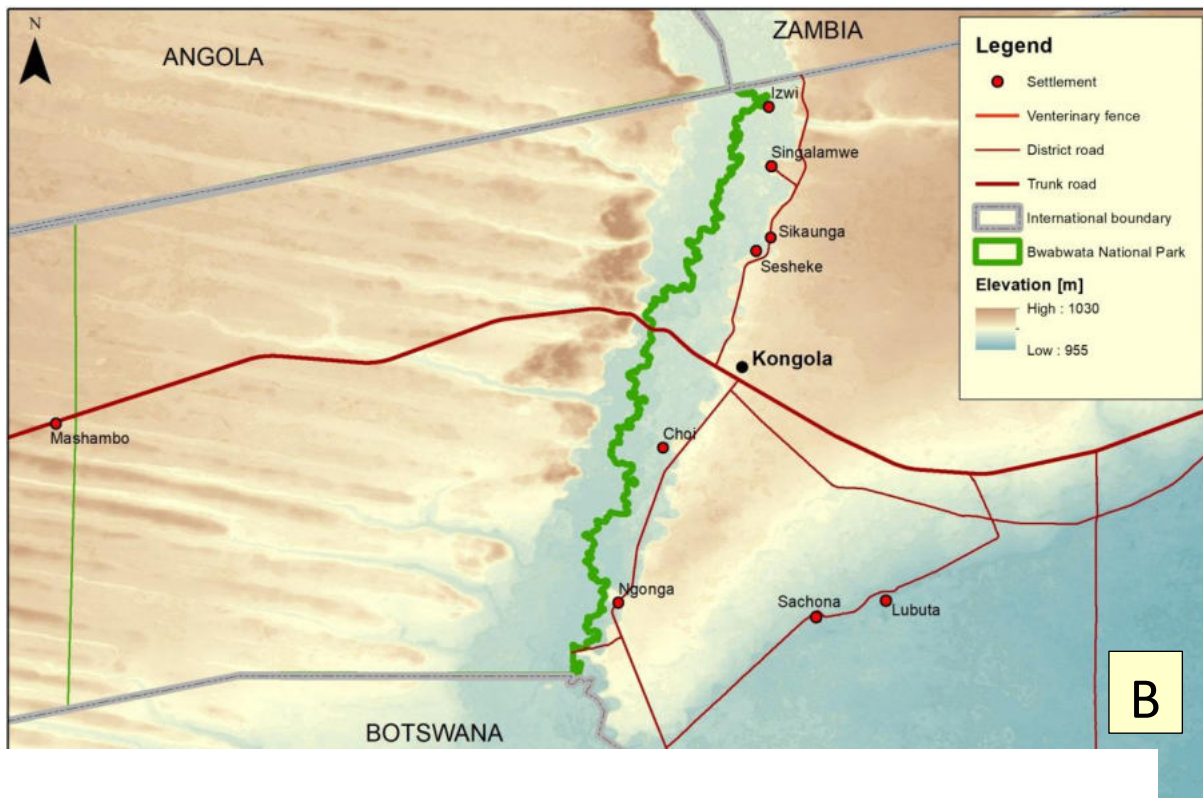 N
ANGOLA
ZAMBIA
Izwi
Singalamwe
Sikaunga
Sesheke
Kongola
Mashambo
Choi
Ngonga
Sachona
Lubuta
BOTSWANA
Legend
Settlement
Venterinary fence
District road
Trunk road
International boundary
Bwabwata National Park
Elevation [m]
High : 1030
Low : 955
B